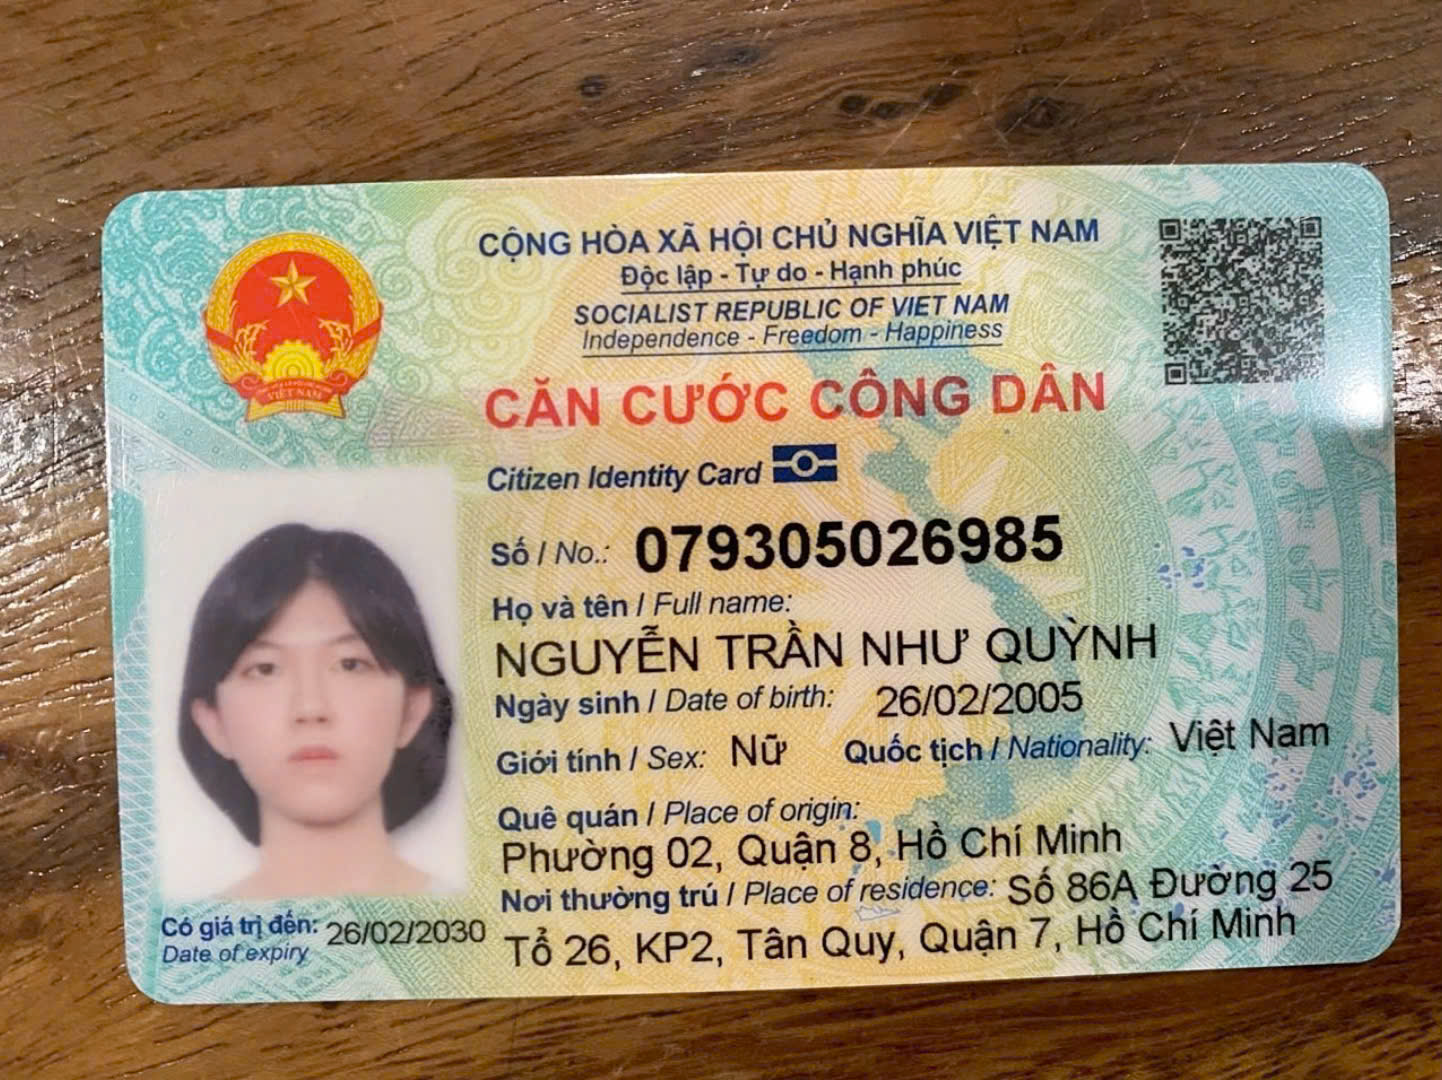 CỘNG HÒA XÃ HỘI CHỦ NGHĨA VIỆT NAM
Độc lập - Tự do - Hạnh phúc
SOCIALIST REPUBLIC OF VIET NAM
Independence - Freedom - Happiness
CĂN CƯỚC CÔNG DÂN
Citizen Identity Card
Số / No.: 079305026985
Họ và tên / Full name:
NGUYỄN TRẦN NHƯ QUỲNH
Ngày sinh / Date of birth: 26/02/2005
Giới tính / Sex: Nữ Quốc tịch / Nationality: Việt Nam
Quê quán / Place of origin:
Phường 02, Quận 8, Hồ Chí Minh
Nơi thường trú / Place of residence: Số 86A Đường 25
Tổ 26, KP2, Tân Quy, Quận 7, Hồ Chí Minh
Có giá trị đến: 26/02/2030
Date of expiry
VIỆT NAM